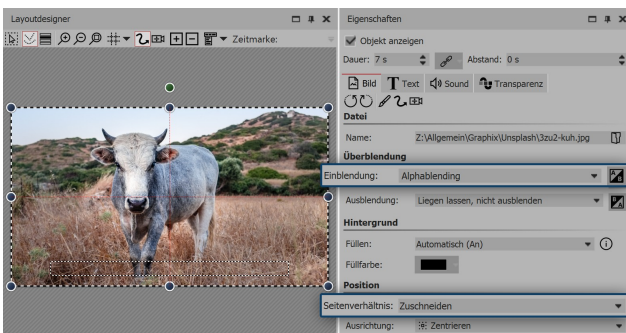 Layoutdesigner
Zeitmarke:
Eigenschaften
Objekt anzeigen
Dauer: 7 s
Abstand: 0 s
Bild
Text
Sound
Transparenz
Datei
Name: Z:\Allgemein\Graphix\Unsplash\3zu2-kuh.jpg
Überblendung
Einblendung: Alphablending
A B
Ausblendung: Liegen lassen, nicht ausblenden
B A
Hintergrund
Füllen: Automatisch (An)
Füllfarbe:
Position
Seitenverhältnis: Zuschneiden
Ausrichtung: Zentrieren